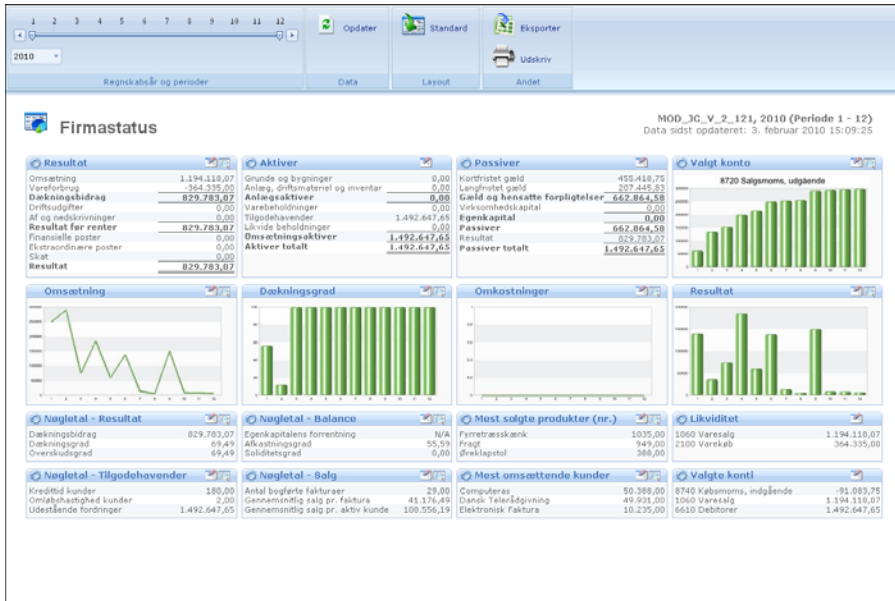 1 2 3 4 5 6 7 8 9 10 11 12
2010
Regnskabsår og perioder
Opdater
Data
Standard
Layout
Eksporter
Udskriv
Andet
Firmastatus
MOD_JG_V_2_121, 2010 (Periode 1 - 12)
Data sidst opdateret: 3. februar 2010 15:09:25
Resultat
Omsætning 1.194.118,07
Vareforbrug -364.335,00
Dækningsbidrag 829.783,07
Driftsudgifter 0,00
Af og nedskrivninger 0,00
Resultat før renter 829.783,07
Finansielle poster 0,00
Ekstraordinære poster 0,00
Skat 0,00
Resultat 829.783,07
Aktiver
Grunde og bygninger 0,00
Anlæg, driftsmateriel og inventar 0,00
Anlægsaktiver 0,00
Varebeholdninger 0,00
Tilgodehavender 1.492.647,65
Likvide beholdninger 0,00
Omsætningsaktiver 1.492.647,65
Aktiver totalt 1.492.647,65
Passiver
Kortfristet gæld 455.418,75
Langfristet gæld 207.445,83
Gæld og hensatte forpligtelser 662.864,58
Virksomhedskapital 0,00
Egenkapital 0,00
Passiver 662.864,58
Resultat 829.783,07
Passiver totalt 1.492.647,65
Valgt konto
8720 Salgsmoms, udgående
Omsætning
Dækningsgrad
Omkostninger
Resultat
Nøgletal - Resultat
Dækningsbidrag 829.783,07
Dækningsgrad 69,49
Overskudsgrad 69,49
Nøgletal - Balance
Egenkapitalens forrentning N/A
Afkastningsgrad 55,59
Soliditetsgrad 0,00
Mest solgte produkter (nr.)
Fyrretræsskænk 1035,00
Fragt 949,00
Øreklapstol 388,00
Likviditet
1060 Varesalg 1.194.118,07
2100 Varekøb 364.335,00
Nøgletal - Tilgodehavender
Kredittid kunder 180,00
Omløbshastighed kunder 2,00
Udestående fordringer 1.492.647,65
Nøgletal - Salg
Antal bogførte fakturaer 29,00
Gennemsnitlig salg pr. faktura 41.176,49
Gennemsnitlig salg pr. aktiv kunde 108.556,19
Mest omsættende kunder
Computeras 50.388,00
Dansk Telerådgivning 49.931,00
Elektronisk Faktura 10.235,00
Valgte konti
8740 Købsmoms, indgående -91.083,75
1060 Varesalg 1.194.118,07
6610 Debitorer 1.492.647,65